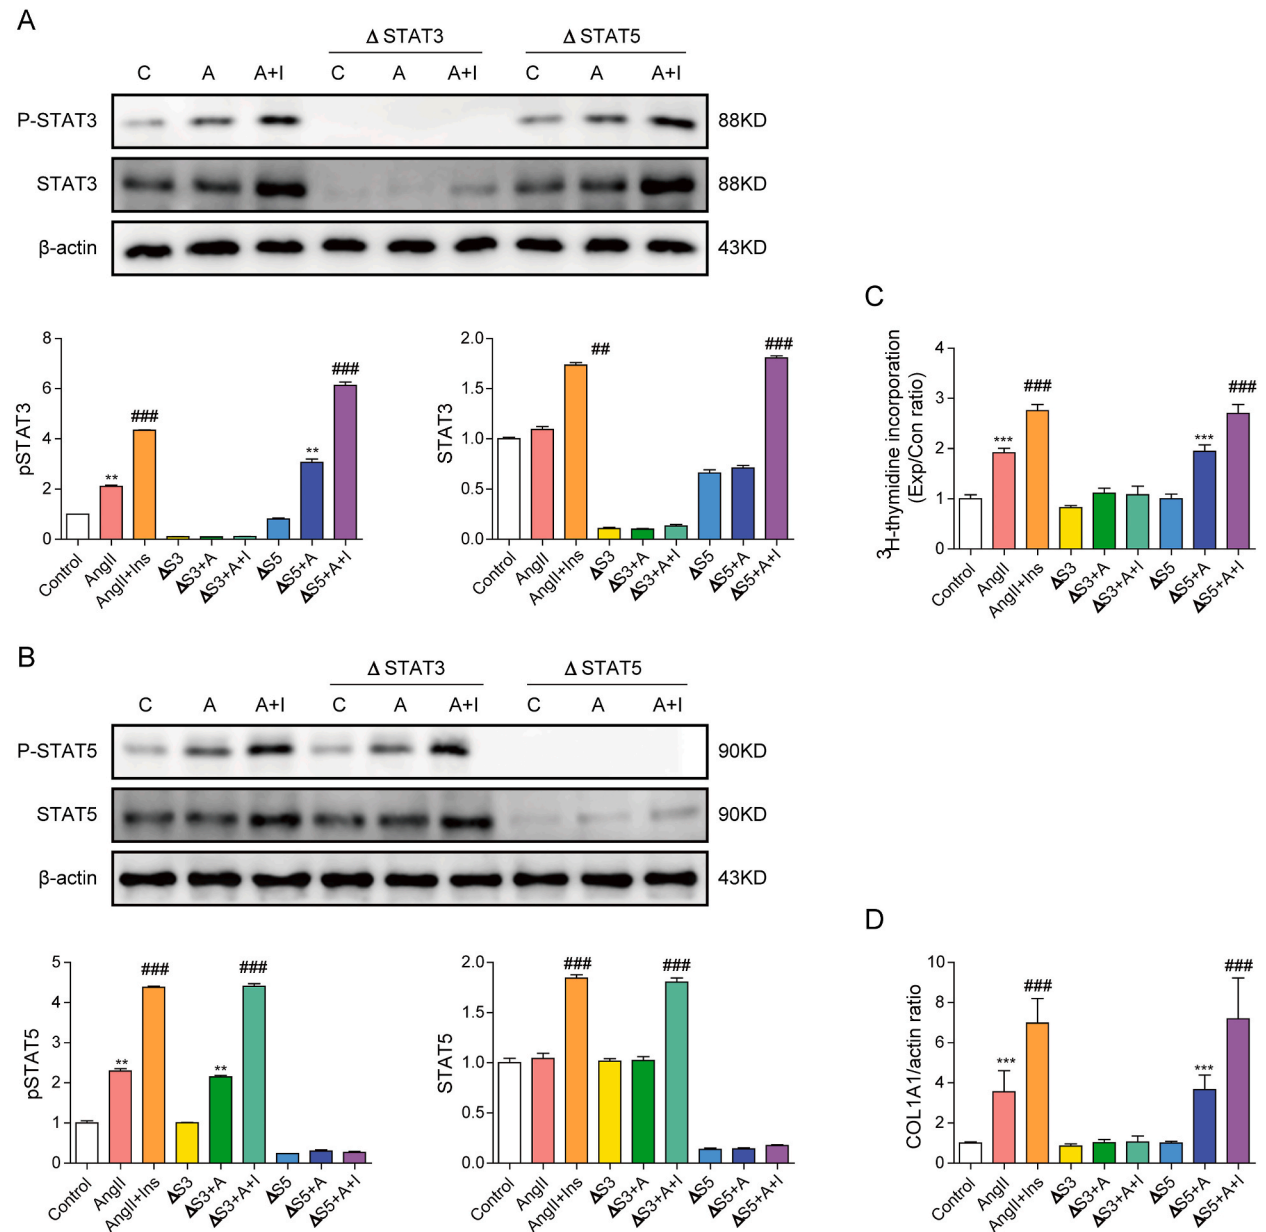 A
Δ STAT3
Δ STAT5
C A A+I C A A+I C A A+I
P-STAT3 88KD
STAT3 88KD
β-actin 43KD
pSTAT3
8
6
4
2
0
**
###
**
###
Control
AngII
AngII+Ins
ΔS3
ΔS3+A
ΔS3+A+I
ΔS5
ΔS5+A
ΔS5+A+I
STAT3
2.0
1.5
1.0
0.5
0.0
##
###
Control
AngII
AngII+Ins
ΔS3
ΔS3+A
ΔS3+A+I
ΔS5
ΔS5+A
ΔS5+A+I
C
³H-thymidine incorporation
(Exp/Con ratio)
4
3
2
1
0
***
###
***
###
Control
AngII
AngII+Ins
ΔS3
ΔS3+A
ΔS3+A+I
ΔS5
ΔS5+A
ΔS5+A+I
B
Δ STAT3
Δ STAT5
C A A+I C A A+I C A A+I
P-STAT5 90KD
STAT5 90KD
β-actin 43KD
pSTAT5
5
4
3
2
1
0
**
###
**
###
Control
AngII
AngII+Ins
ΔS3
ΔS3+A
ΔS3+A+I
ΔS5
ΔS5+A
ΔS5+A+I
STAT5
2.0
1.5
1.0
0.5
0.0
###
###
Control
AngII
AngII+Ins
ΔS3
ΔS3+A
ΔS3+A+I
ΔS5
ΔS5+A
ΔS5+A+I
D
COL1A1/actin ratio
10
8
6
4
2
0
***
###
***
###
Control
AngII
AngII+Ins
ΔS3
ΔS3+A
ΔS3+A+I
ΔS5
ΔS5+A
ΔS5+A+I